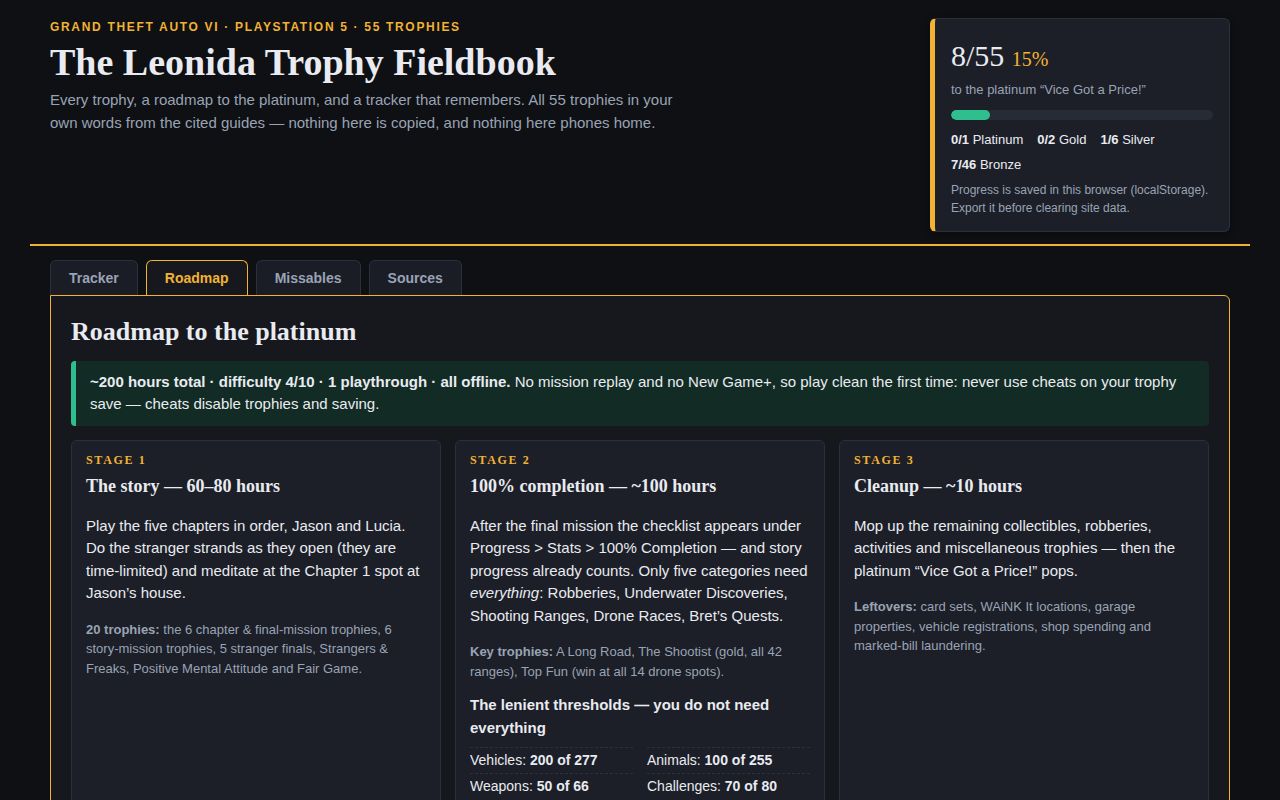 GRAND THEFT AUTO VI · PLAYSTATION 5 · 55 TROPHIES
The Leonida Trophy Fieldbook
Every trophy, a roadmap to the platinum, and a tracker that remembers. All 55 trophies in your
own words from the cited guides — nothing here is copied, and nothing here phones home.
8/55 15%
to the platinum “Vice Got a Price!”
0/1 Platinum 0/2 Gold 1/6 Silver
7/46 Bronze
Progress is saved in this browser (localStorage).
Export it before clearing site data.
Tracker Roadmap Missables Sources
Roadmap to the platinum
~200 hours total · difficulty 4/10 · 1 playthrough · all offline. No mission replay and no New Game+, so play clean the first time: never use cheats on your trophy
save — cheats disable trophies and saving.
STAGE 1
The story — 60–80 hours
Play the five chapters in order, Jason and Lucia.
Do the stranger strands as they open (they are
time-limited) and meditate at the Chapter 1 spot at
Jason’s house.
20 trophies: the 6 chapter & final-mission trophies, 6
story-mission trophies, 5 stranger finals, Strangers &
Freaks, Positive Mental Attitude and Fair Game.
STAGE 2
100% completion — ~100 hours
After the final mission the checklist appears under
Progress > Stats > 100% Completion — and story
progress already counts. Only five categories need
everything: Robberies, Underwater Discoveries,
Shooting Ranges, Drone Races, Bret’s Quests.
Key trophies: A Long Road, The Shootist (gold, all 42
ranges), Top Fun (win at all 14 drone spots).
The lenient thresholds — you do not need
everything
Vehicles: 200 of 277 Animals: 100 of 255
Weapons: 50 of 66 Challenges: 70 of 80
STAGE 3
Cleanup — ~10 hours
Mop up the remaining collectibles, robberies,
activities and miscellaneous trophies — then the
platinum “Vice Got a Price!” pops.
Leftovers: card sets, WAiNK It locations, garage
properties, vehicle registrations, shop spending and
marked-bill laundering.